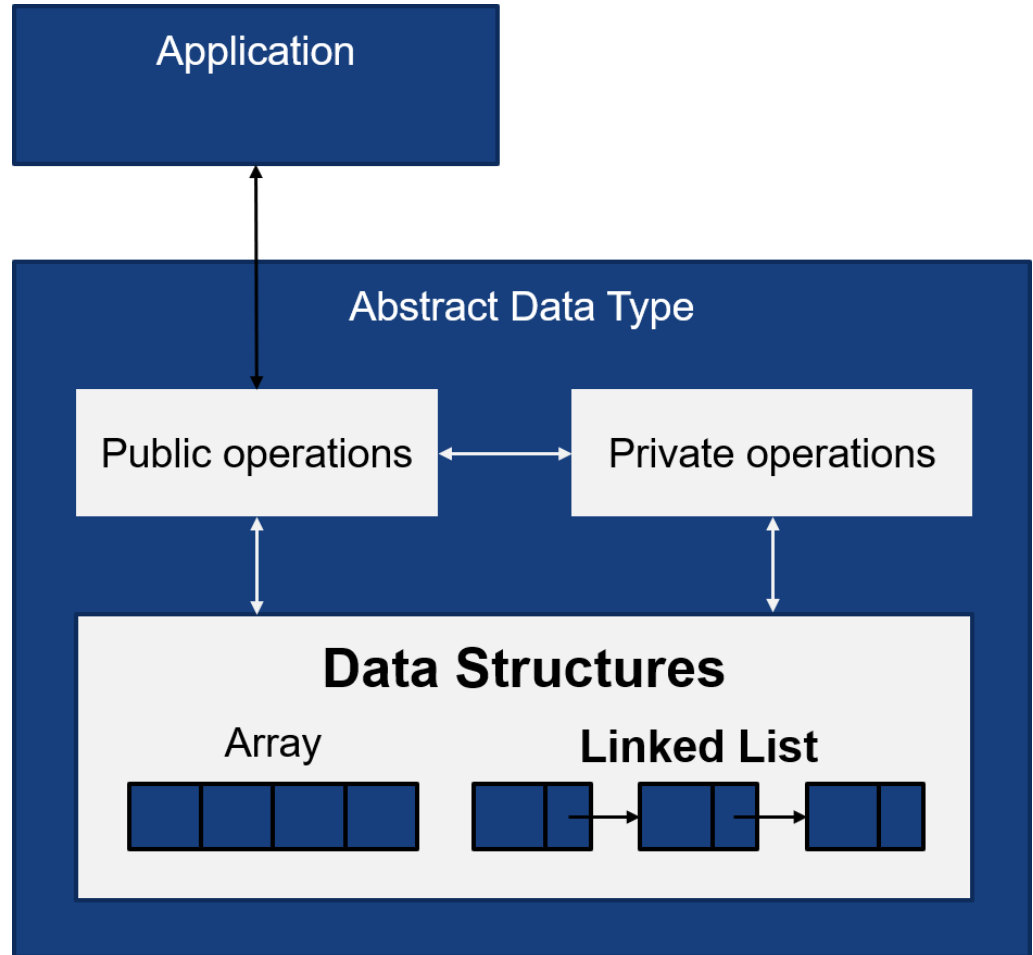 Application
Abstract Data Type
Public operations
Private operations
Data Structures
Array
Linked List